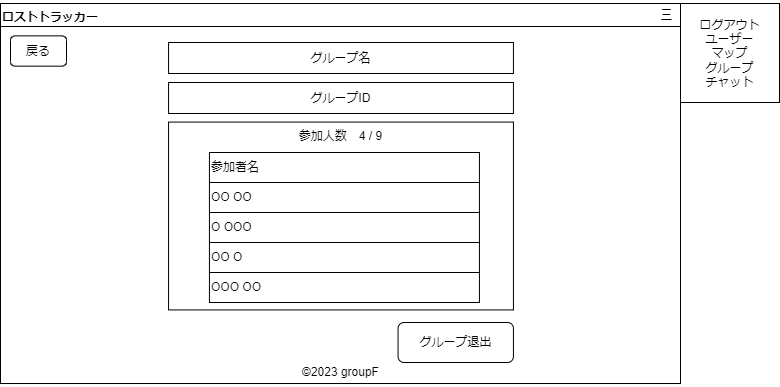 ロストトラッカー
三
ログアウト
ユーザー
マップ
グループ
チャット
戻る
グループ名
グループID
参加人数　4 / 9
参加者名
OO OO
O OOO
OO O
OOO OO
グループ退出
©2023 groupF